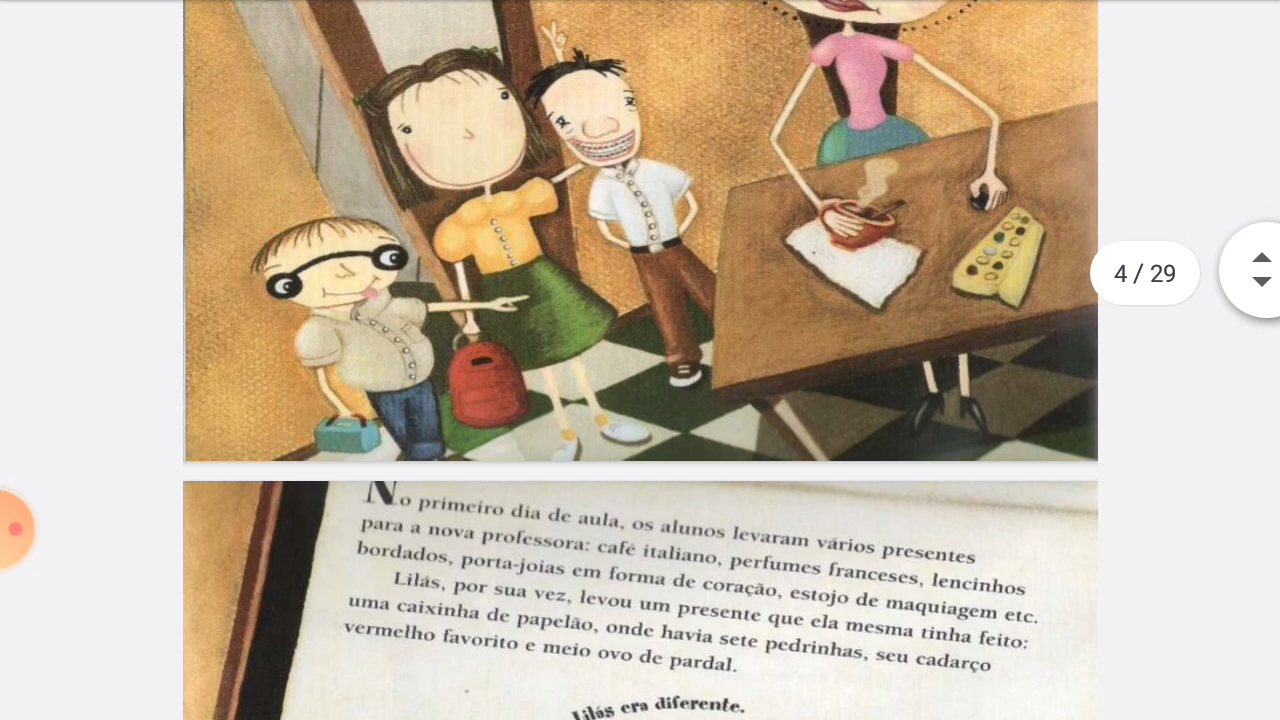 4 / 29
No primeiro dia de aula, os alunos levaram vários presentes
para a nova professora: café italiano, perfumes franceses, lencinhos
bordados, porta-joias em forma de coração, estojo de maquiagem etc.
Lilás, por sua vez, levou um presente que ela mesma tinha feito:
uma caixinha de papelão, onde havia sete pedrinhas, seu cadarço
vermelho favorito e meio ovo de pardal.
Lilás era diferente.